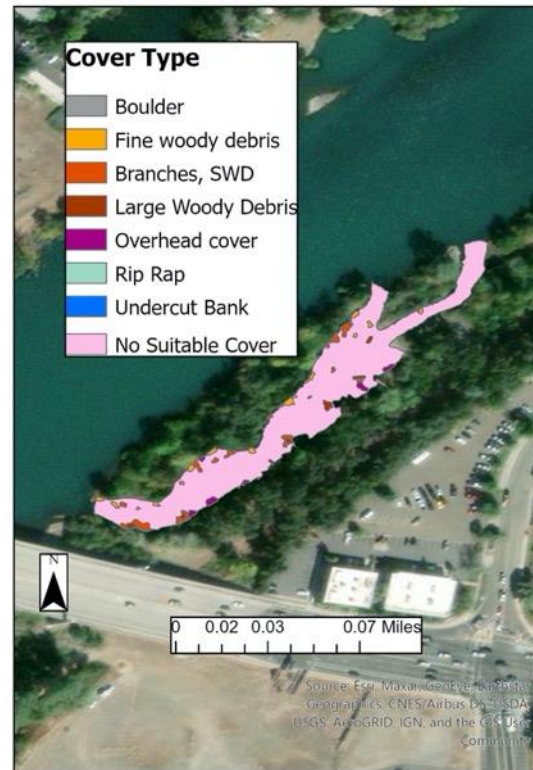 Cover Type
Boulder
Fine woody debris
Branches, SWD
Large Woody Debris
Overhead cover
Rip Rap
Undercut Bank
No Suitable Cover
N
0 0.02 0.03 0.07 Miles
Source: Esri, Maxar, GeoEye, Earthstar
Geographics, CNES/Airbus DS, USDA,
USGS, AeroGRID, IGN, and the GIS User
Community